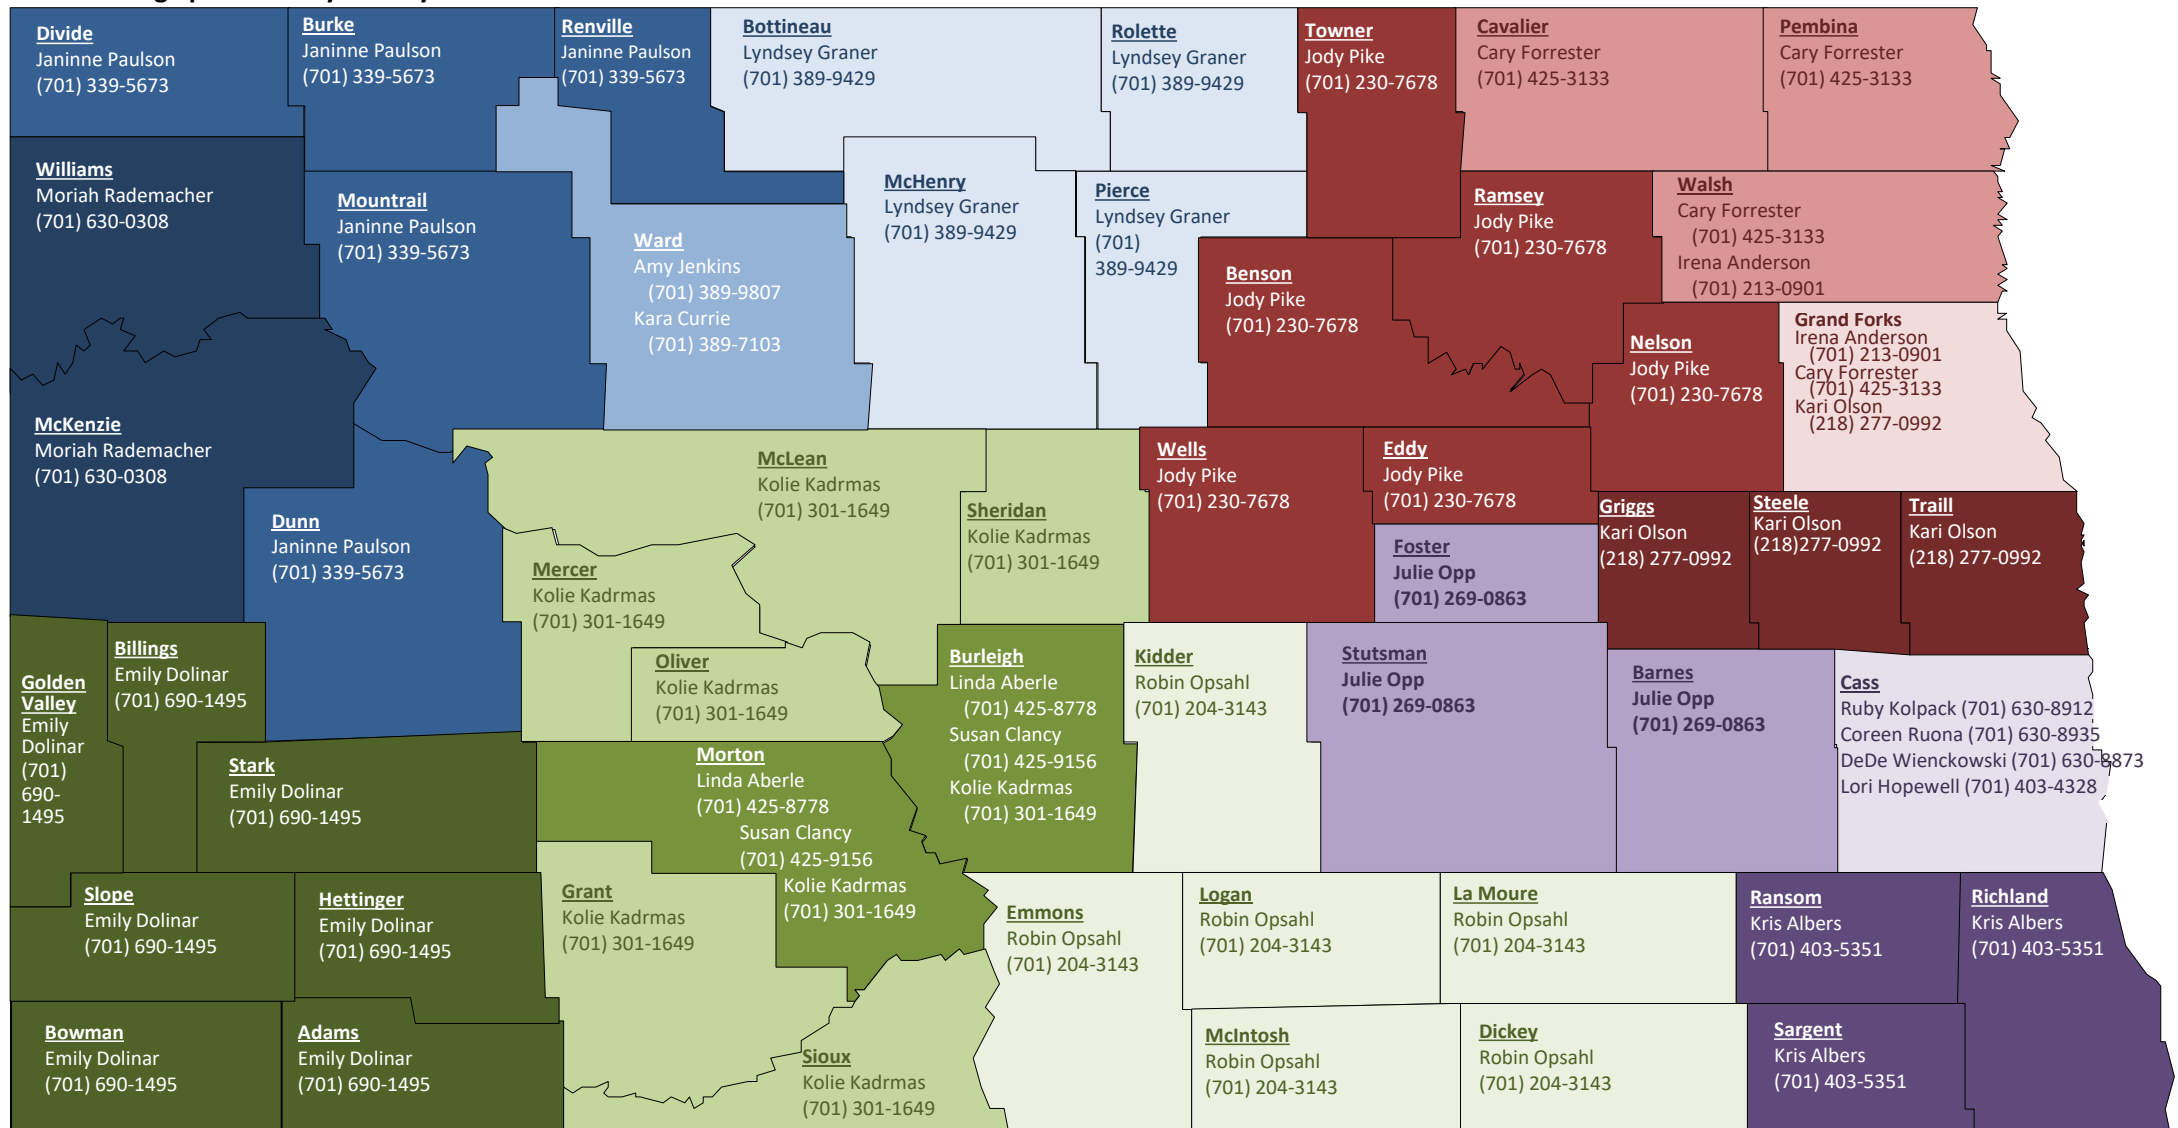 Divide
Janinne Paulson
(701) 339-5673
Burke
Janinne Paulson
(701) 339-5673
Renville
Janinne Paulson
(701) 339-5673
Bottineau
Lyndsey Graner
(701) 389-9429
Rolette
Lyndsey Graner
(701) 389-9429
Towner
Jody Pike
(701) 230-7678
Cavalier
Cary Forrester
(701) 425-3133
Pembina
Cary Forrester
(701) 425-3133
Williams
Moriah Rademacher
(701) 630-0308
Mountrail
Janinne Paulson
(701) 339-5673
Ward
Amy Jenkins
(701) 389-9807
Kara Currie
(701) 389-7103
McHenry
Lyndsey Graner
(701) 389-9429
Pierce
Lyndsey Graner
(701)
389-9429
Benson
Jody Pike
(701) 230-7678
Ramsey
Jody Pike
(701) 230-7678
Walsh
Cary Forrester
(701) 425-3133
Irena Anderson
(701) 213-0901
Nelson
Jody Pike
(701) 230-7678
Grand Forks
Irena Anderson
(701) 213-0901
Cary Forrester
(701) 425-3133
Kari Olson
(218) 277-0992
McKenzie
Moriah Rademacher
(701) 630-0308
Dunn
Janinne Paulson
(701) 339-5673
McLean
Kolie Kadrmas
(701) 301-1649
Mercer
Kolie Kadrmas
(701) 301-1649
Sheridan
Kolie Kadrmas
(701) 301-1649
Wells
Jody Pike
(701) 230-7678
Eddy
Jody Pike
(701) 230-7678
Foster
Julie Opp
(701) 269-0863
Griggs
Kari Olson
(218) 277-0992
Steele
Kari Olson
(218)277-0992
Traill
Kari Olson
(218) 277-0992
Golden
Valley
Emily
Dolinar
(701)
690-
1495
Billings
Emily Dolinar
(701) 690-1495
Stark
Emily Dolinar
(701) 690-1495
Oliver
Kolie Kadrmas
(701) 301-1649
Morton
Linda Aberle
(701) 425-8778
Susan Clancy
(701) 425-9156
Kolie Kadrmas
(701) 301-1649
Burleigh
Linda Aberle
(701) 425-8778
Susan Clancy
(701) 425-9156
Kolie Kadrmas
(701) 301-1649
Kidder
Robin Opsahl
(701) 204-3143
Stutsman
Julie Opp
(701) 269-0863
Barnes
Julie Opp
(701) 269-0863
Cass
Ruby Kolpack (701) 630-8912
Coreen Ruona (701) 630-8935
DeDe Wienckowski (701) 630-8873
Lori Hopewell (701) 403-4328
Slope
Emily Dolinar
(701) 690-1495
Hettinger
Emily Dolinar
(701) 690-1495
Grant
Kolie Kadrmas
(701) 301-1649
Emmons
Robin Opsahl
(701) 204-3143
Logan
Robin Opsahl
(701) 204-3143
La Moure
Robin Opsahl
(701) 204-3143
Ransom
Kris Albers
(701) 403-5351
Richland
Kris Albers
(701) 403-5351
Bowman
Emily Dolinar
(701) 690-1495
Adams
Emily Dolinar
(701) 690-1495
Sioux
Kolie Kadrmas
(701) 301-1649
McIntosh
Robin Opsahl
(701) 204-3143
Dickey
Robin Opsahl
(701) 204-3143
Sargent
Kris Albers
(701) 403-5351